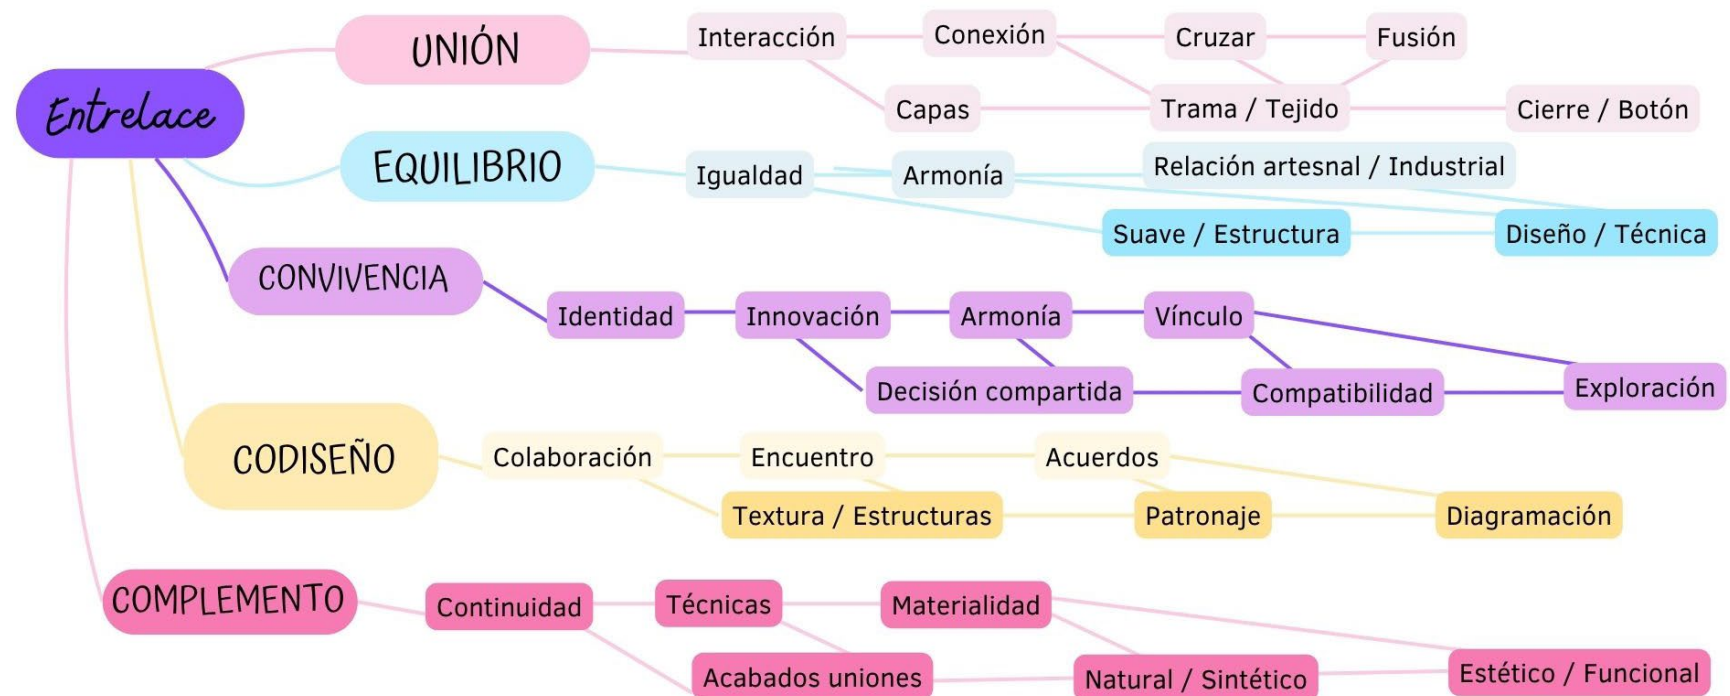 Entrelace
UNIÓN
Interacción
Conexión
Cruzar
Fusión
Capas
Trama / Tejido
Cierre / Botón
EQUILIBRIO
Igualdad
Armonía
Relación artesnal / Industrial
Suave / Estructura
Diseño / Técnica
CONVIVENCIA
Identidad
Innovación
Armonía
Vínculo
Decisión compartida
Compatibilidad
Exploración
CODISEÑO
Colaboración
Encuentro
Acuerdos
Textura / Estructuras
Patronaje
Diagramación
COMPLEMENTO
Continuidad
Técnicas
Materialidad
Acabados uniones
Natural / Sintético
Estético / Funcional